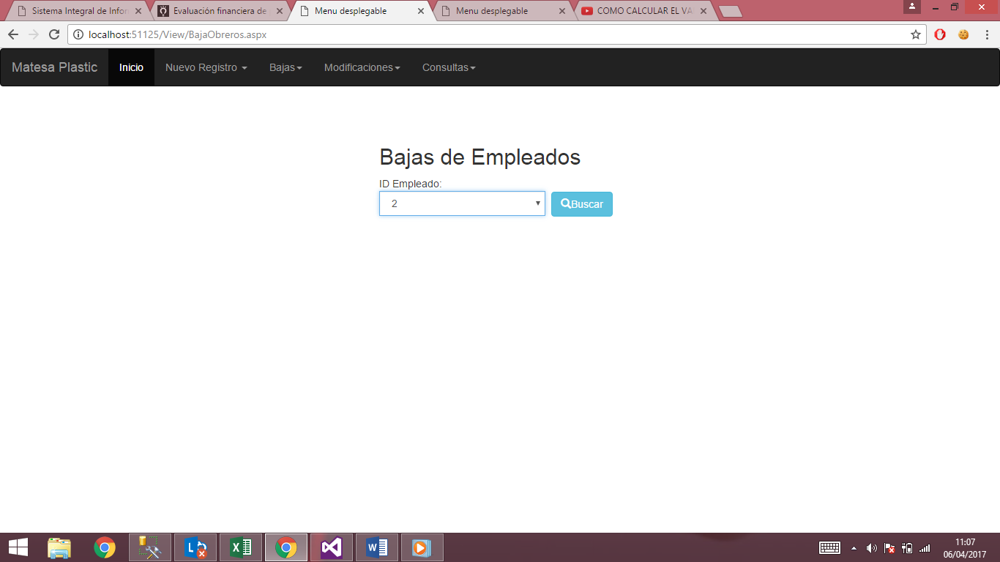 Sistema Integral de Infor
Evaluación financiera de
Menu desplegable
Menu desplegable
COMO CALCULAR EL VA
localhost:51125/View/BajaObreros.aspx
Matesa Plastic
Inicio
Nuevo Registro
Bajas
Modificaciones
Consultas
Bajas de Empleados
ID Empleado:
2
Buscar
11:07
06/04/2017